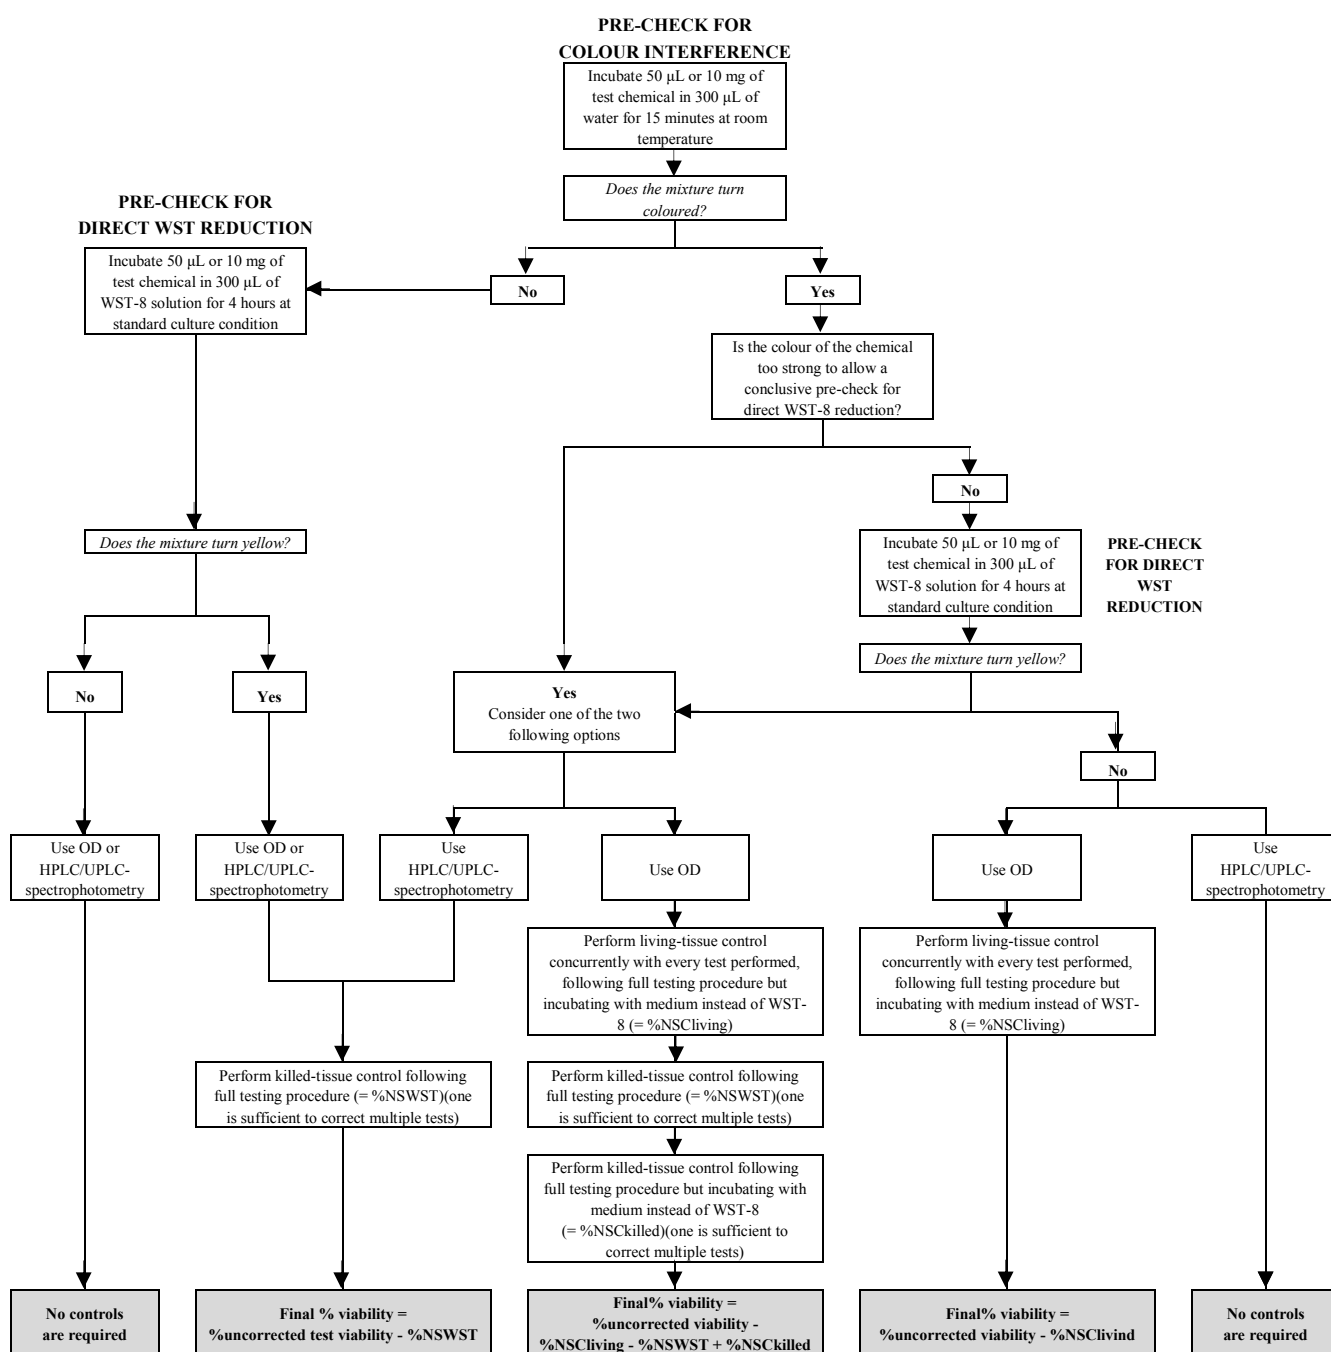 PRE-CHECK FOR
COLOUR INTERFERENCE
Incubate 50 µL or 10 mg of
test chemical in 300 µL of
water for 15 minutes at room
temperature
Does the mixture turn
coloured?
PRE-CHECK FOR
DIRECT WST REDUCTION
Incubate 50 µL or 10 mg of
test chemical in 300 µL of
WST-8 solution for 4 hours at
standard culture condition
No
Yes
Is the colour of the chemical
too strong to allow a
conclusive pre-check for
direct WST-8 reduction?
No
Does the mixture turn yellow?
Incubate 50 µL or 10 mg of
test chemical in 300 µL of
WST-8 solution for 4 hours at
standard culture condition
PRE-CHECK
FOR DIRECT
WST
REDUCTION
Does the mixture turn yellow?
No
Yes
Yes
Consider one of the two
following options
No
Use OD or
HPLC/UPLC-
spectrophotometry
Use OD or
HPLC/UPLC-
spectrophotometry
Use
HPLC/UPLC-
spectrophotometry
Use OD
Use OD
Use
HPLC/UPLC-
spectrophotometry
Perform living-tissue control
concurrently with every test performed,
following full testing procedure but
incubating with medium instead of WST-
8 (= %NSCliving)
Perform living-tissue control
concurrently with every test performed,
following full testing procedure but
incubating with medium instead of WST-
8 (= %NSCliving)
Perform killed-tissue control following
full testing procedure (= %NSWST)(one
is sufficient to correct multiple tests)
Perform killed-tissue control following
full testing procedure (= %NSWST)(one
is sufficient to correct multiple tests)
Perform killed-tissue control following
full testing procedure but incubating with
medium instead of WST-8
(= %NSCkilled)(one is sufficient to
correct multiple tests)
No controls
are required
Final % viability =
%uncorrected test viability - %NSWST
Final% viability =
%uncorrected viability -
%NSCliving - %NSWST + %NSCkilled
Final% viability =
%uncorrected viability - %NSClivind
No controls
are required